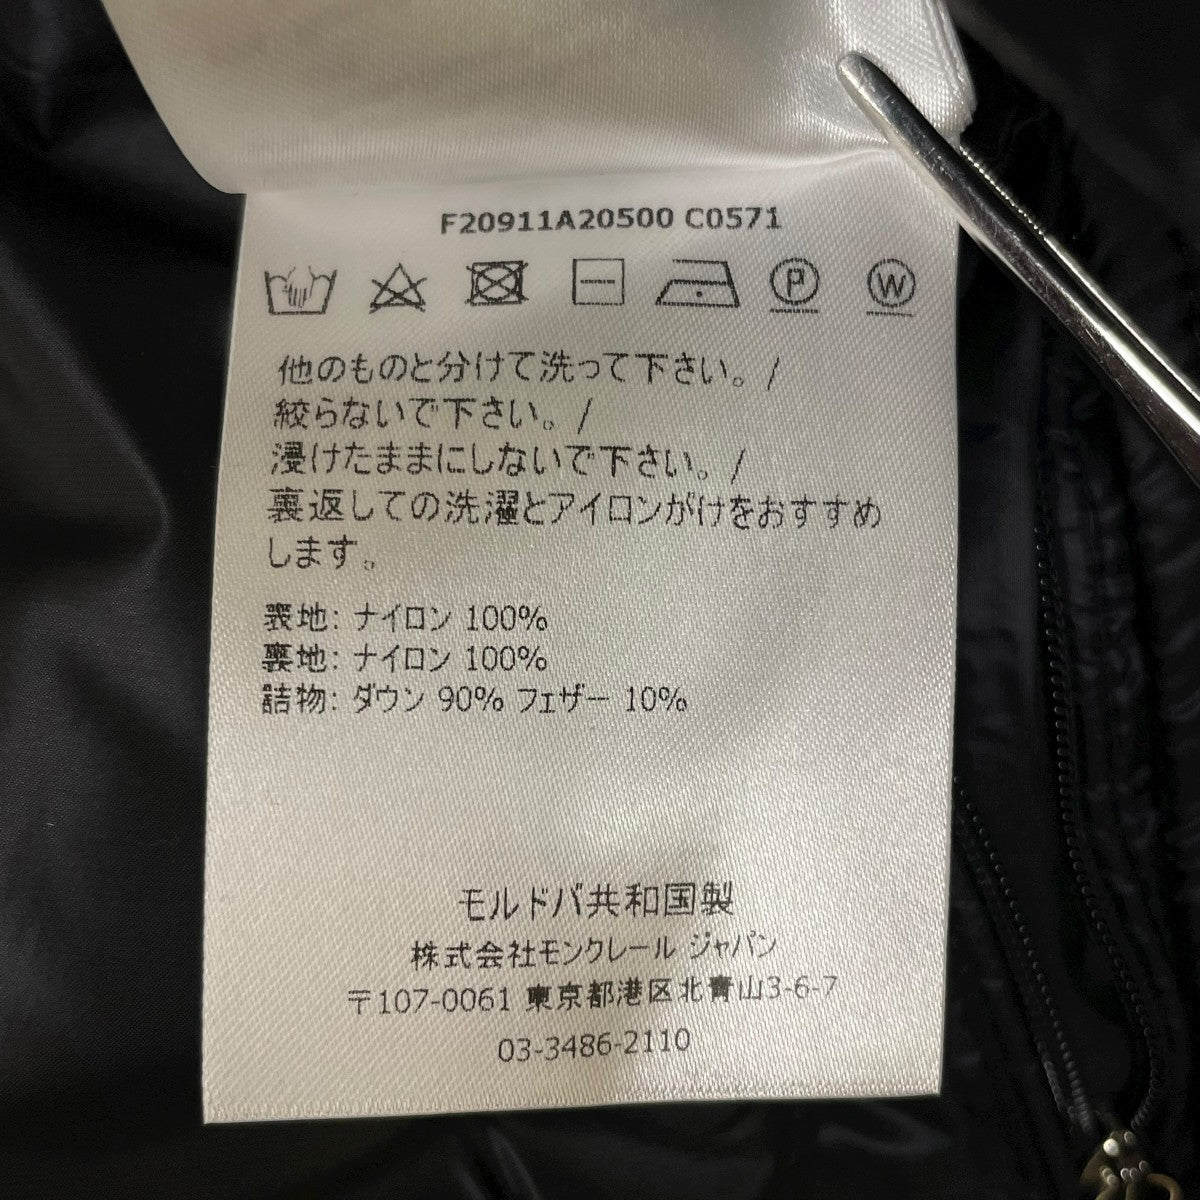 F20911A20500 C0571
P W
他のものと分けて洗って下さい。/
絞らないで下さい。/
浸けたままにしないで下さい。/
裏返しての洗濯とアイロンがけをおすすめ
します。
表地: ナイロン 100%
裏地: ナイロン 100%
詰物: ダウン 90% フェザー 10%
モルドバ共和国製
株式会社モンクレール ジャパン
〒107-0061 東京都港区北青山3-6-7
03-3486-2110